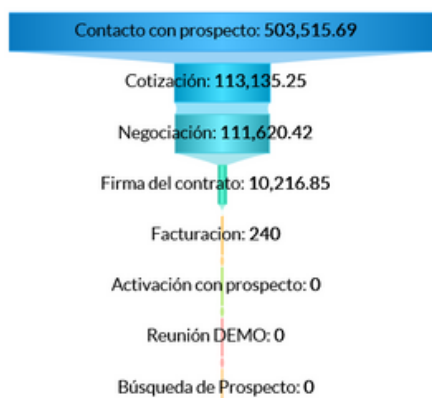 Contacto con prospecto: 503,515.69
Cotización: 113,135.25
Negociación: 111,620.42
Firma del contrato: 10,216.85
Facturacion: 240
Activación con prospecto: 0
Reunión DEMO: 0
Búsqueda de Prospecto: 0